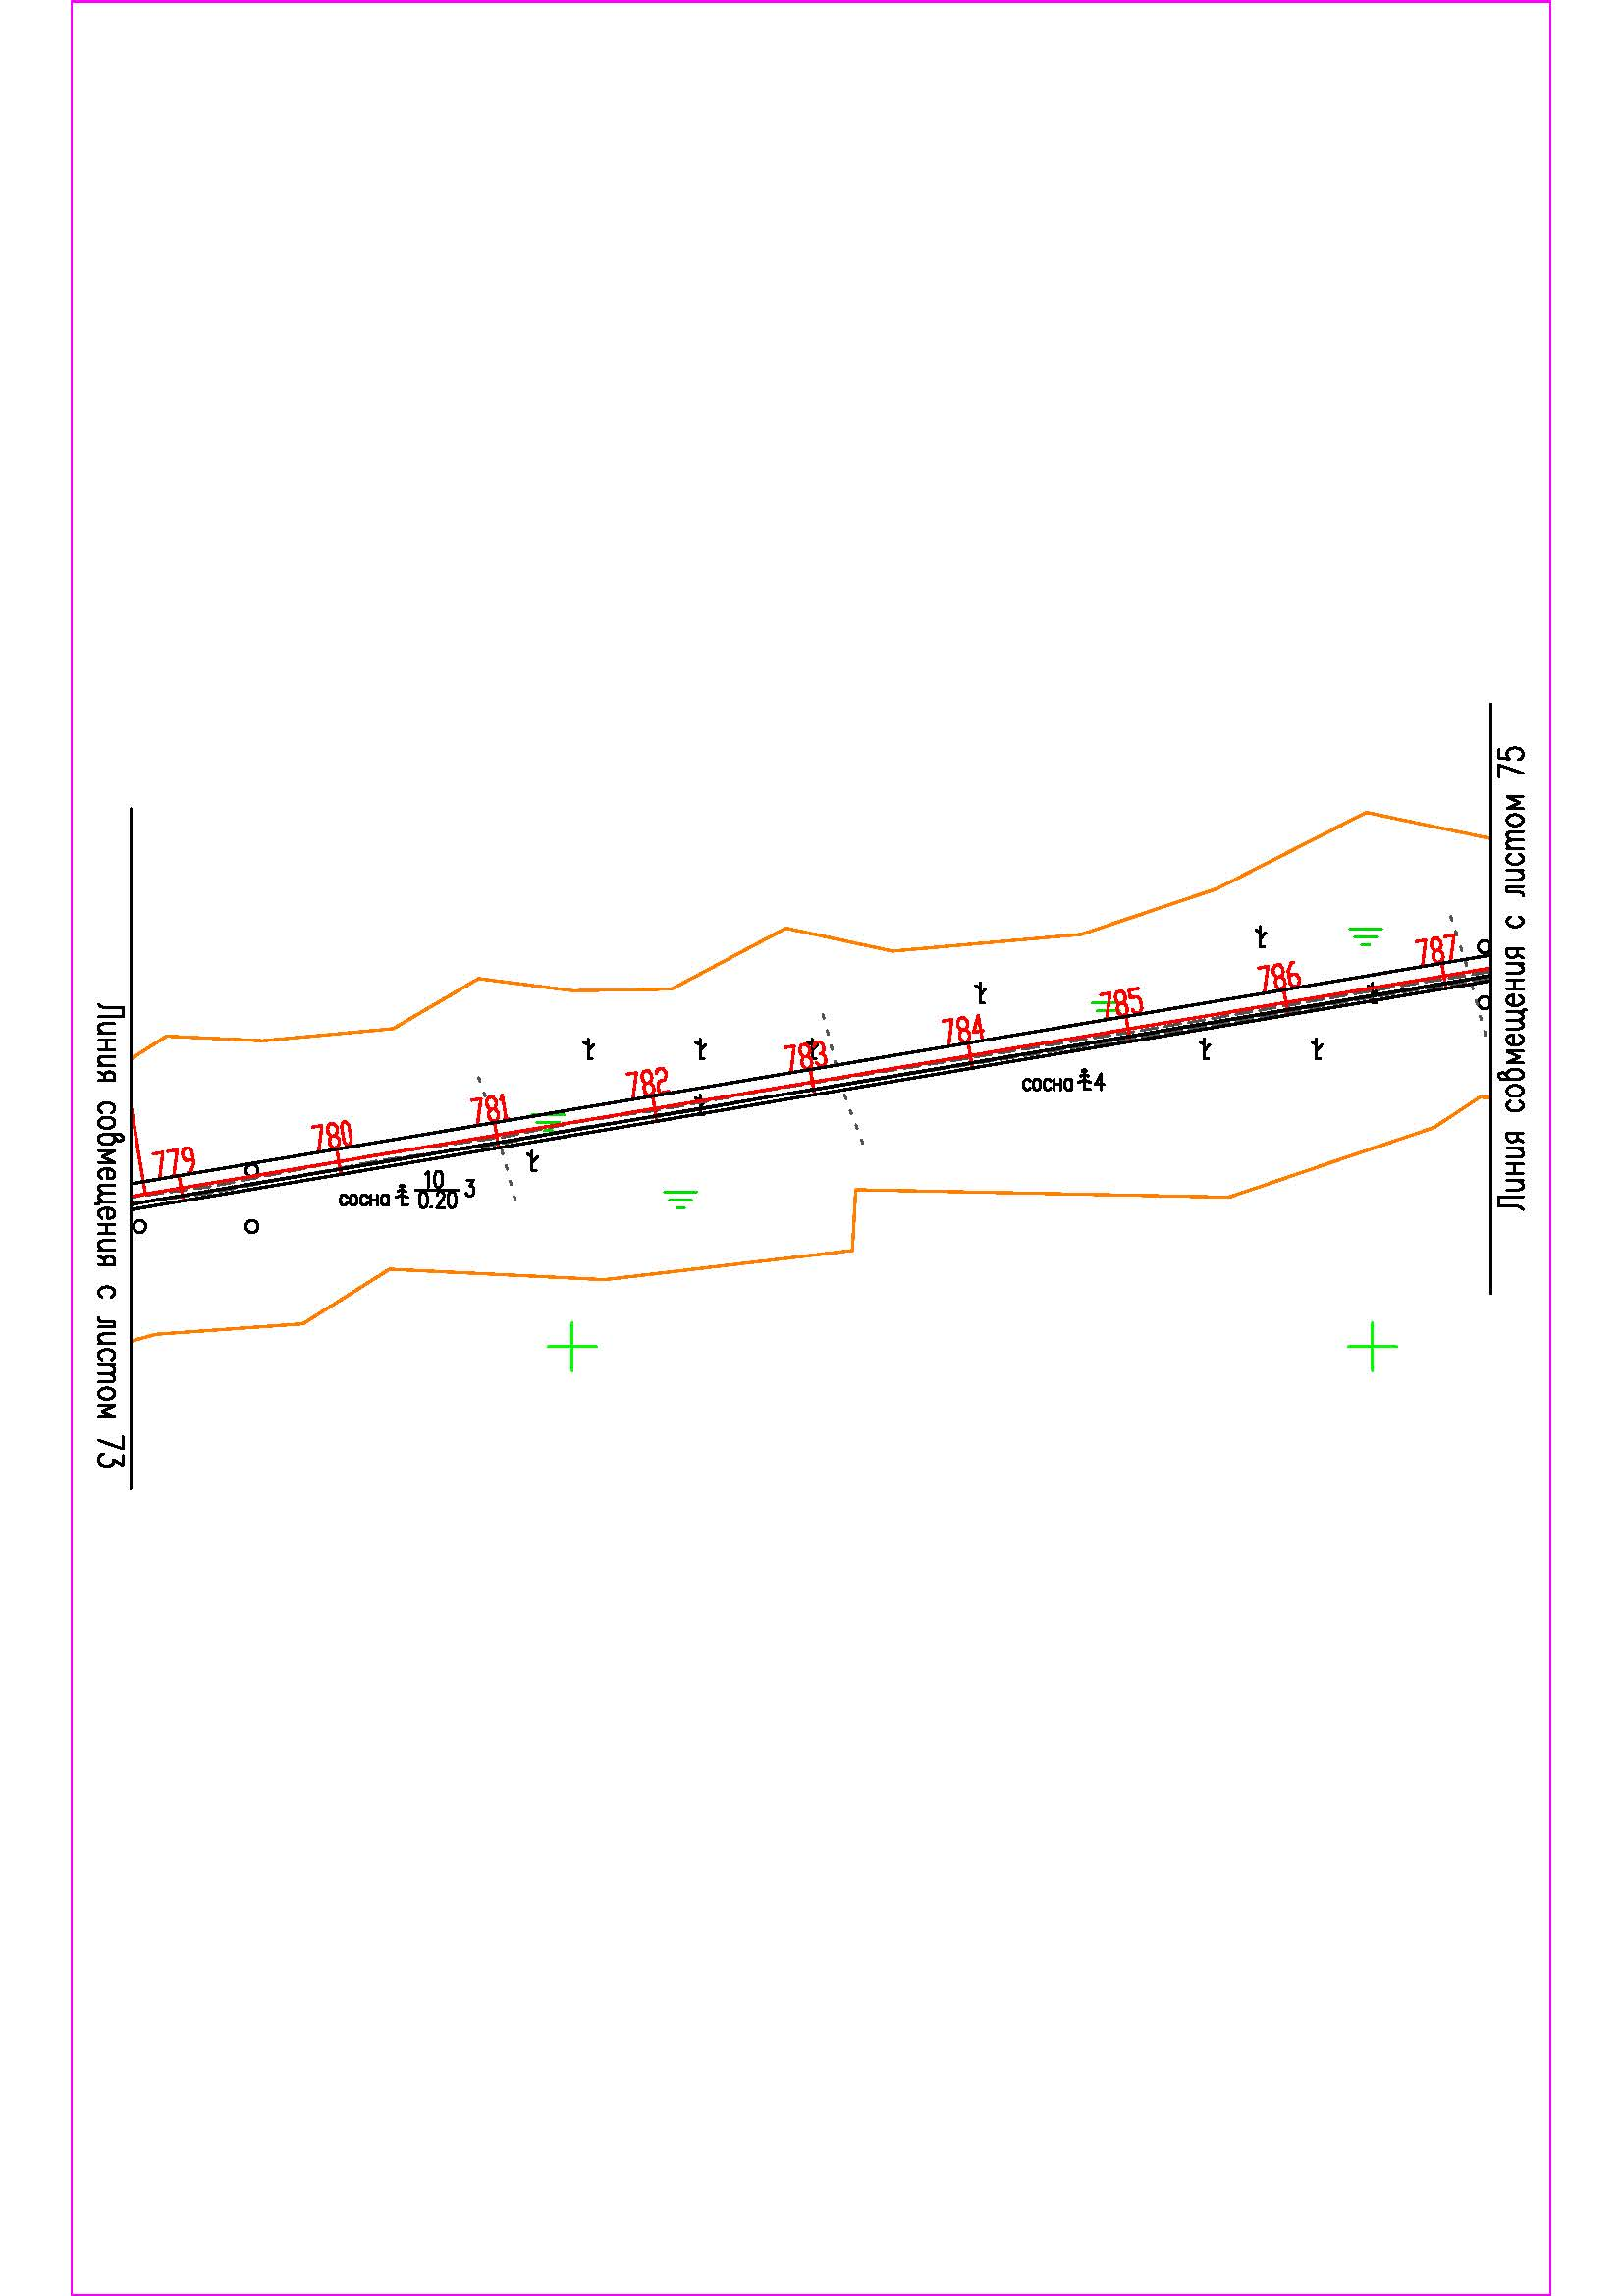 Линия совмещения с листом 73
779
780
781
782
783
784
785
786
787
сосна 10/0.20 3
сосна 4
Линия совмещения с листом 75